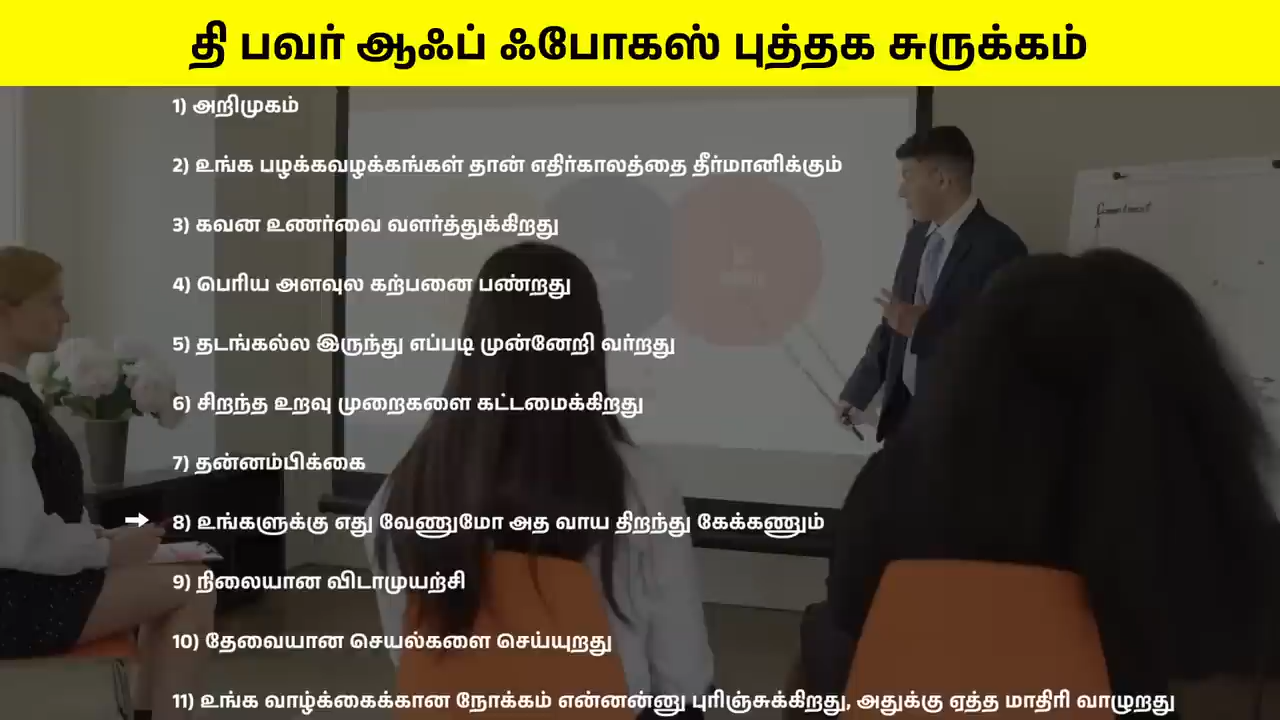 தி பவர் ஆஃப் ஃபோகஸ் புத்தக சுருக்கம்
1) அறிமுகம்
2) உங்க பழக்கவழக்கங்கள் தான் எதிர்காலத்தை தீர்மானிக்கும்
3) கவன உணர்வை வளர்த்துக்கிறது
4) பெரிய அளவுல கற்பனை பண்றது
5) தடங்கல்ல இருந்து எப்படி முன்னேறி வர்றது
6) சிறந்த உறவு முறைகளை கட்டமைக்கிறது
7) தன்னம்பிக்கை
8) உங்களுக்கு எது வேணுமோ அத வாய திறந்து கேக்கணும்
9) நிலையான விடாமுயற்சி
10) தேவையான செயல்களை செய்யுறது
11) உங்க வாழ்க்கைக்கான நோக்கம் என்னன்னு புரிஞ்சுக்கிறது, அதுக்கு ஏத்த மாதிரி வாழுறது